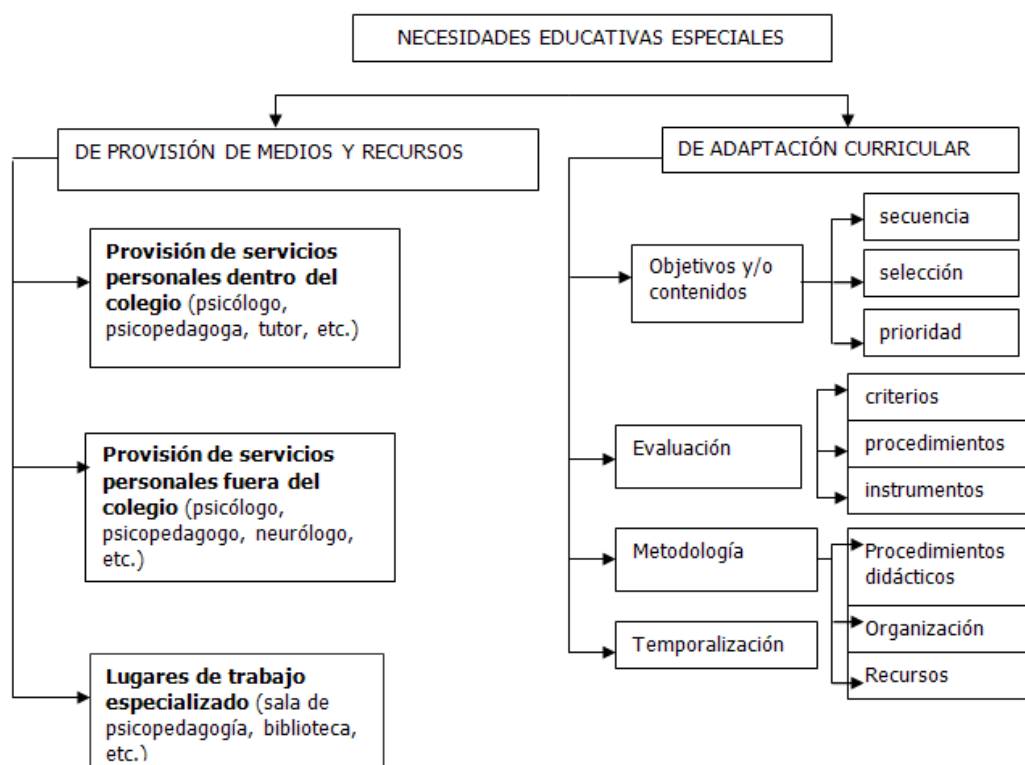 NECESIDADES EDUCATIVAS ESPECIALES
DE PROVISIÓN DE MEDIOS Y RECURSOS
Provisión de servicios
personales dentro del
colegio (psicólogo,
psicopedagoga, tutor, etc.)
Provisión de servicios
personales fuera del
colegio (psicólogo,
psicopedagogo, neurólogo,
etc.)
Lugares de trabajo
especializado (sala de
psicopedagogía, biblioteca,
etc.)
DE ADAPTACIÓN CURRICULAR
Objetivos y/o
contenidos
secuencia
selección
prioridad
Evaluación
criterios
procedimientos
instrumentos
Metodología
Procedimientos
didácticos
Organización
Recursos
Temporalización